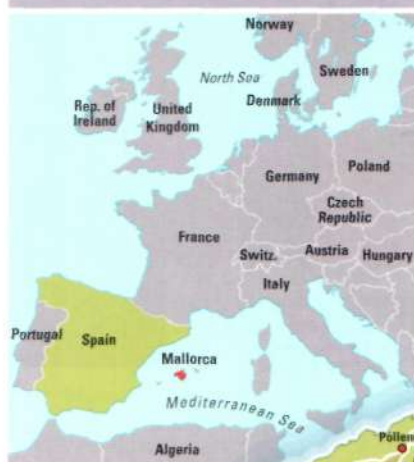 Norway
North Sea
Sweden
Rep. of
Ireland
United
Kingdom
Denmark
Germany
Poland
Czech
Republic
France
Switz.
Austria
Hungary
Italy
Portugal
Spain
Mallorca
Mediterranean Sea
Algeria